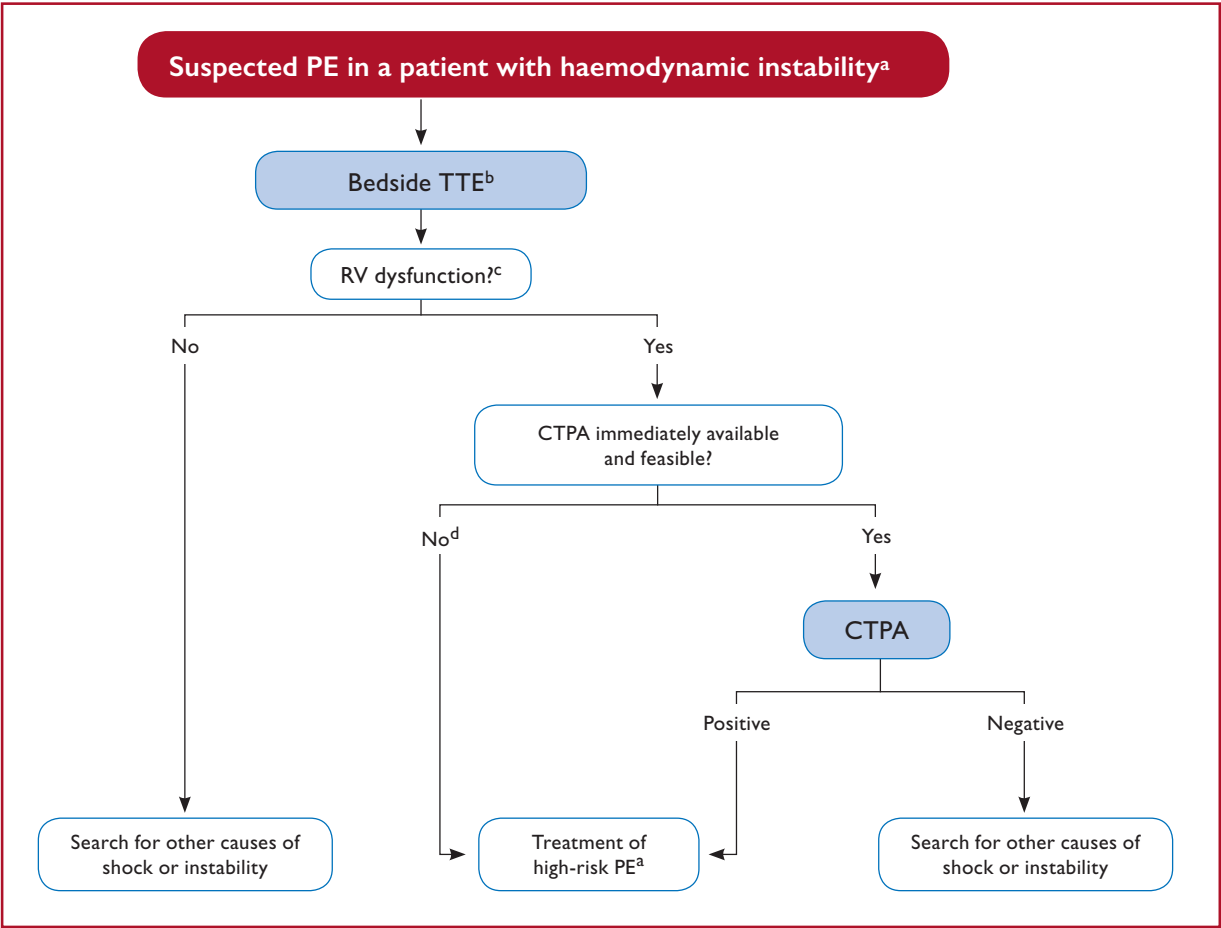 Suspected PE in a patient with haemodynamic instabilityᵃ
Bedside TTEᵇ
RV dysfunction?ᶜ
No
Yes
CTPA immediately available
and feasible?
Noᵈ
Yes
CTPA
Positive
Negative
Search for other causes of
shock or instability
Treatment of
high-risk PEᵃ
Search for other causes of
shock or instability